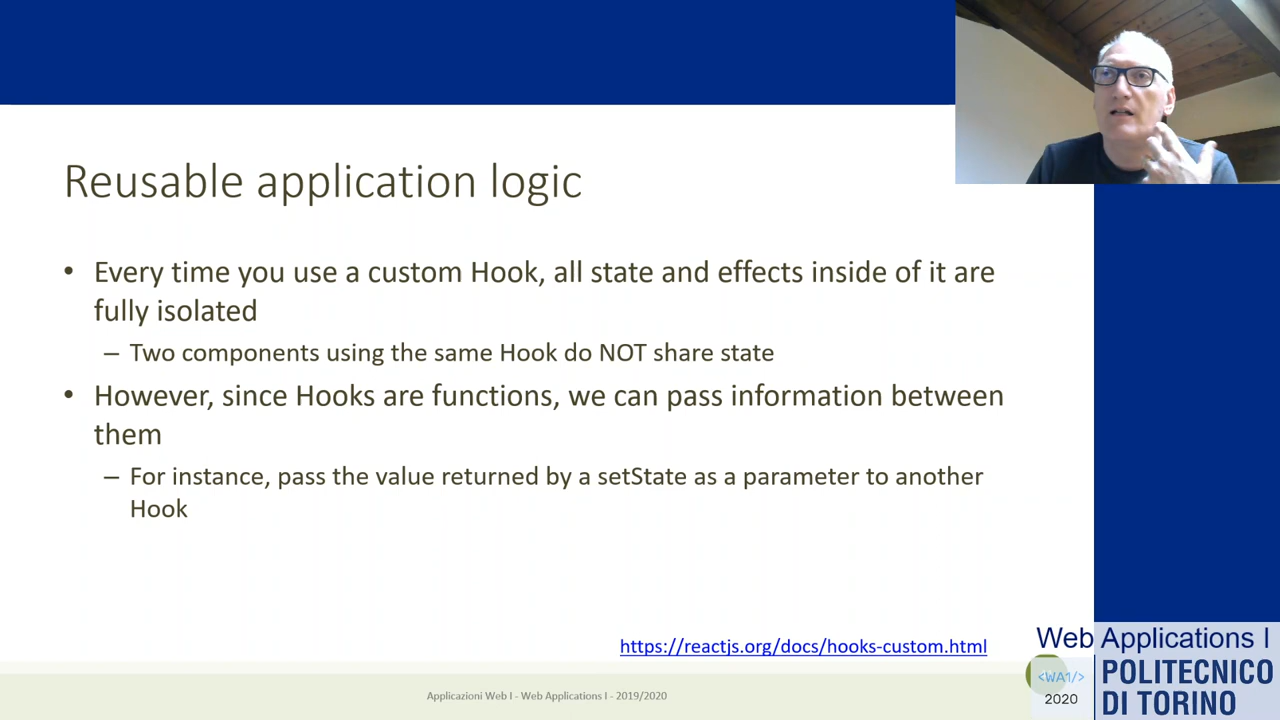 Reusable application logic
• Every time you use a custom Hook, all state and effects inside of it are
fully isolated
– Two components using the same Hook do NOT share state
• However, since Hooks are functions, we can pass information between
them
– For instance, pass the value returned by a setState as a parameter to another
Hook
https://reactjs.org/docs/hooks-custom.html
Applicazioni Web I - Web Applications I - 2019/2020
Web Applications I
<WA1/>
2020
POLITECNICO
DI TORINO